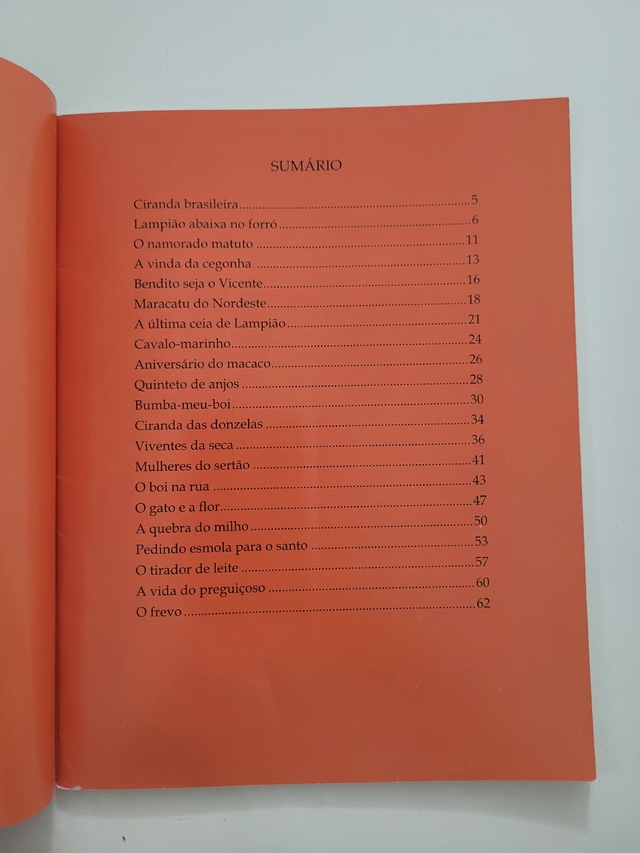 SUMÁRIO
Ciranda brasileira 5
Lampião abaixa no forró 6
O namorado matuto 11
A vinda da cegonha 13
Bendito seja o Vicente 16
Maracatu do Nordeste 18
A última ceia de Lampião 21
Cavalo-marinho 24
Aniversário do macaco 26
Quinteto de anjos 28
Bumba-meu-boi 30
Ciranda das donzelas 34
Viventes da seca 36
Mulheres do sertão 41
O boi na rua 43
O gato e a flor 47
A quebra do milho 50
Pedindo esmola para o santo 53
O tirador de leite 57
A vida do preguiçoso 60
O frevo 62